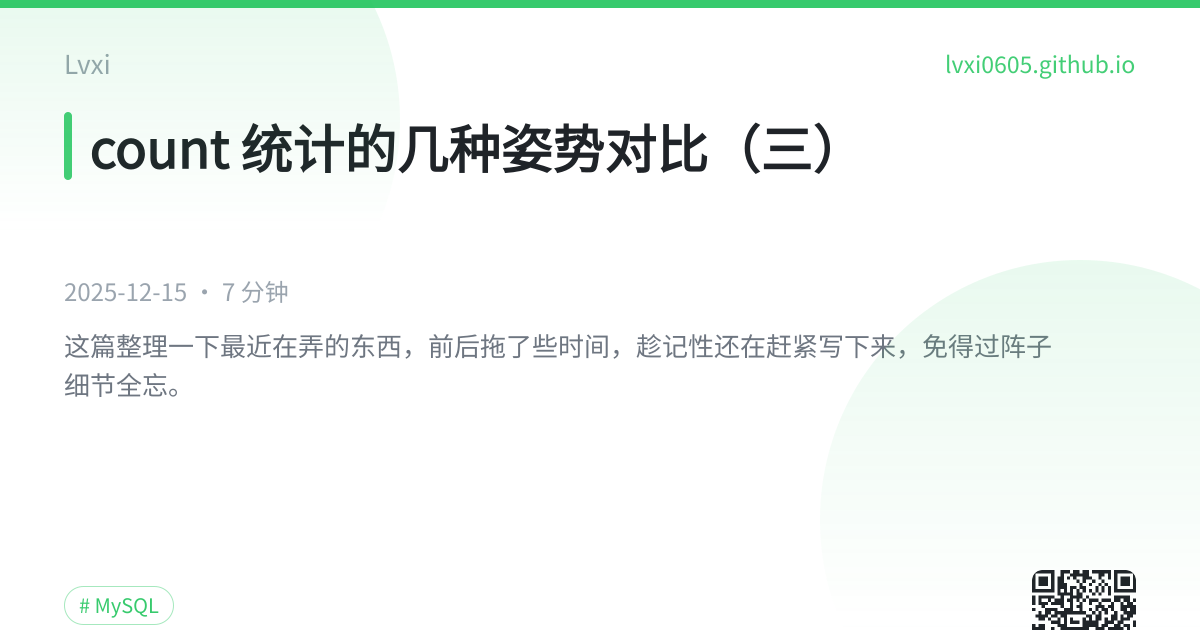 Lvxi
lvxi0605.github.io
count 统计的几种姿势对比（三）
2025-12-15 · 7 分钟
这篇整理一下最近在弄的东西，前后拖了些时间，趁记性还在赶紧写下来，免得过阵子
细节全忘。
# MySQL